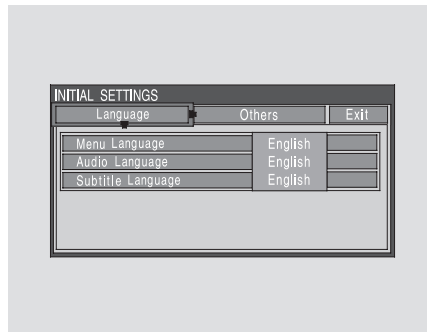 INITIAL SETTINGS
Language Others Exit
Menu Language English
Audio Language English
Subtitle Language English